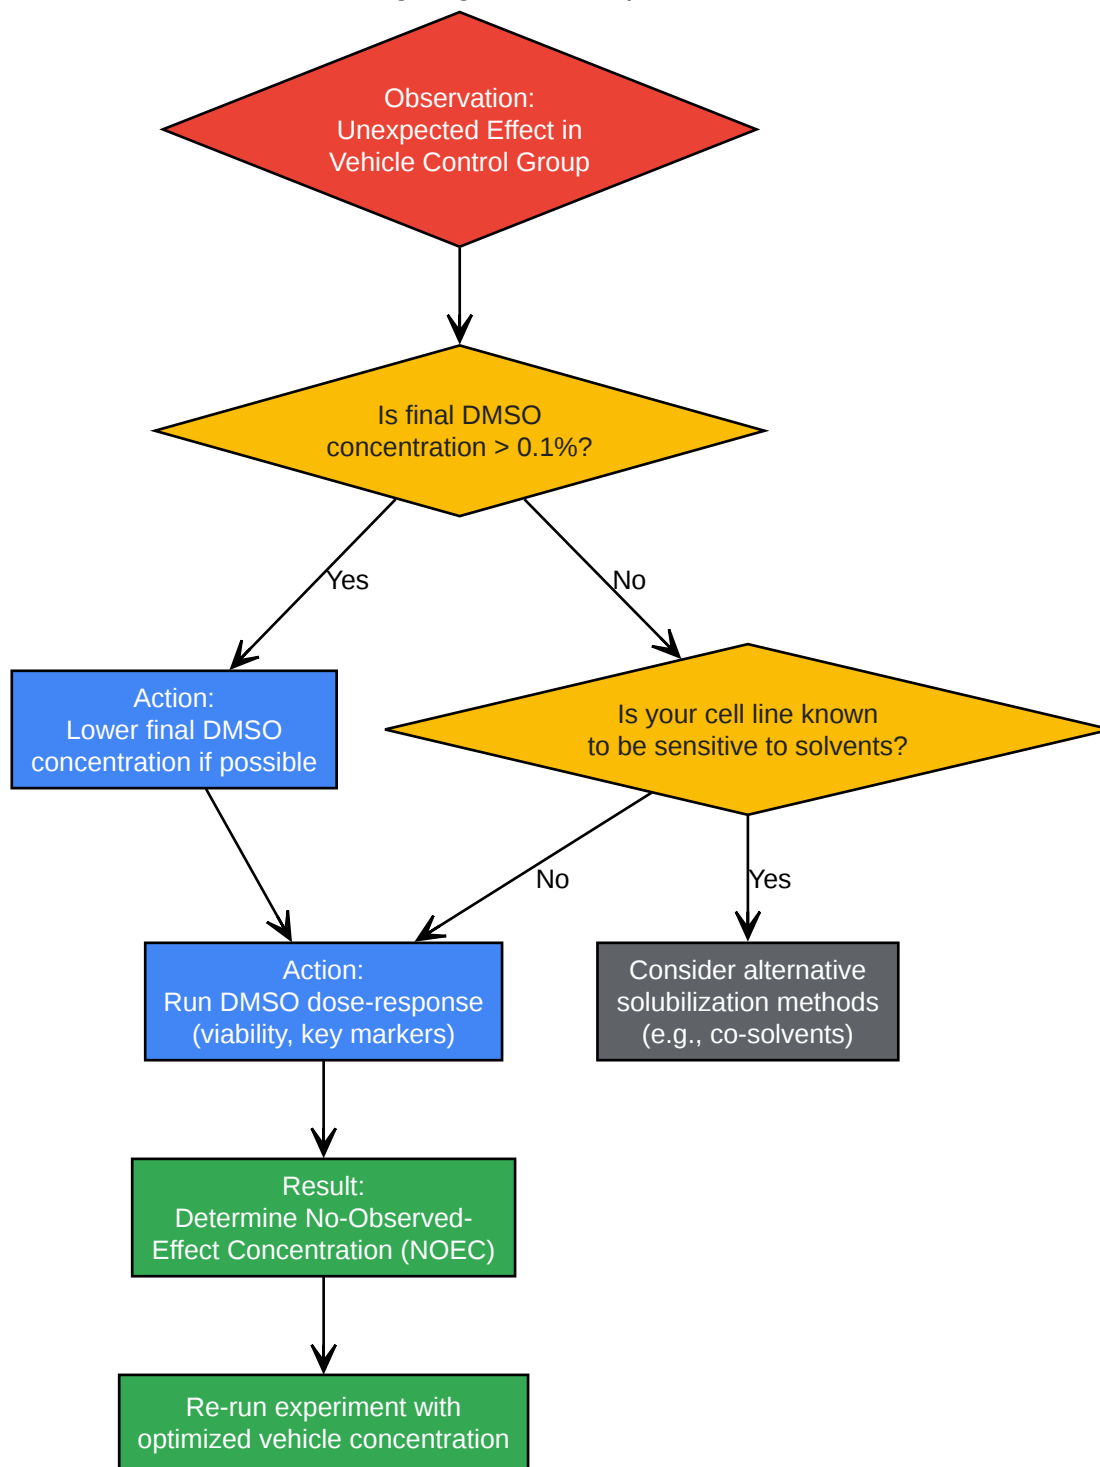 Observation:
Unexpected Effect in
Vehicle Control Group
Is final DMSO
concentration > 0.1%?
Yes
No
Action:
Lower final DMSO
concentration if possible
Is your cell line known
to be sensitive to solvents?
No
Yes
Action:
Run DMSO dose-response
(viability, key markers)
Consider alternative
solubilization methods
(e.g., co-solvents)
Result:
Determine No-Observed-
Effect Concentration (NOEC)
Re-run experiment with
optimized vehicle concentration